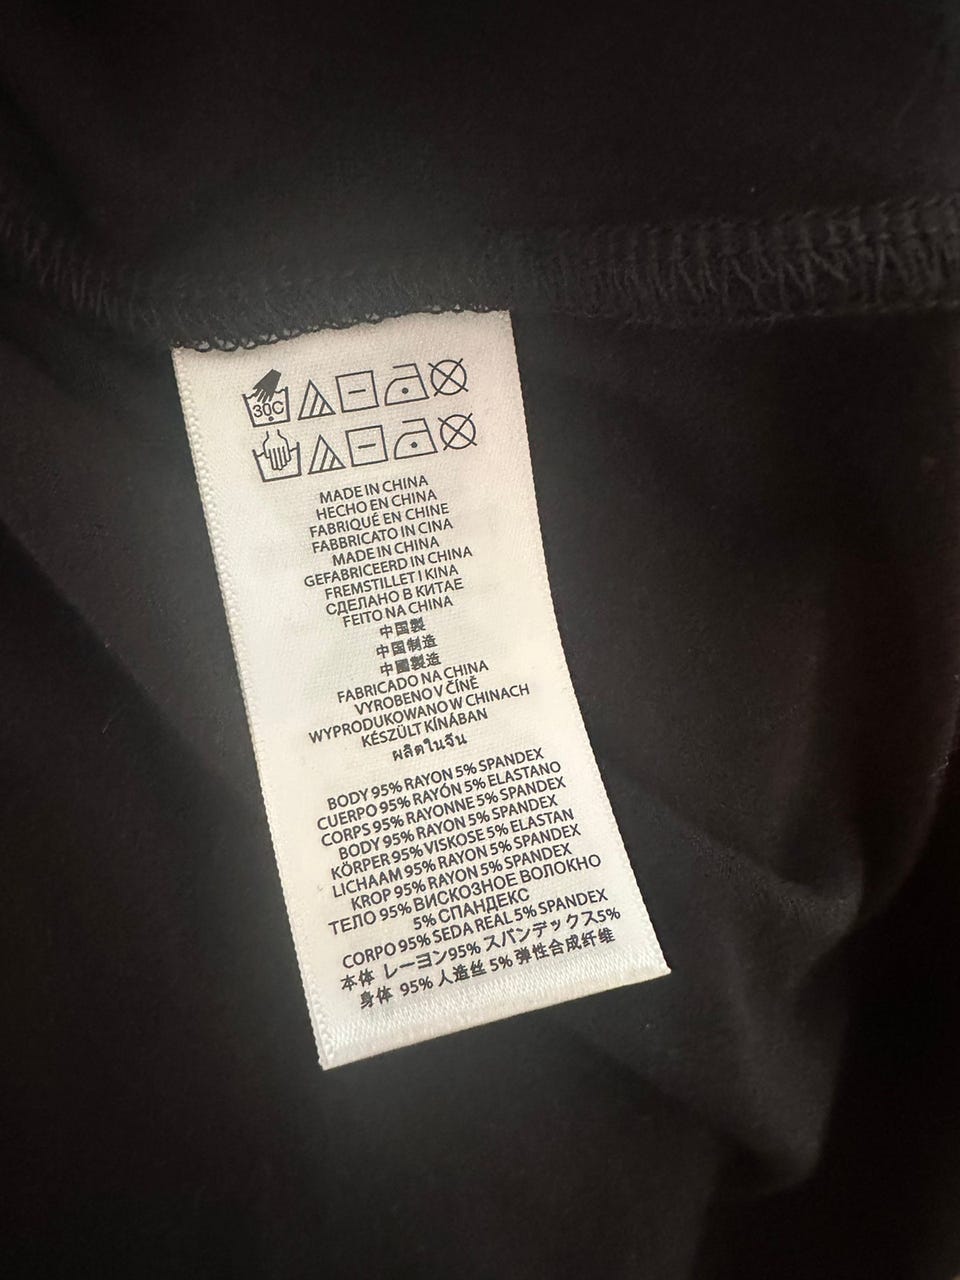 30C
MADE IN CHINA
HECHO EN CHINA
FABRIQUÉ EN CHINE
FABBRICATO IN CINA
MADE IN CHINA
GEFABRICEERD IN CHINA
FREMSTILLET I KINA
СДЕЛАНО В КИТАЕ
FEITO NA CHINA
中国製
中国制造
中國製造
FABRICADO NA CHINA
VYROBENO V ČÍNĚ
WYPRODUKOWANO W CHINACH
KÉSZÜLT KÍNÁBAN
ผลิตในจีน
BODY 95% RAYON 5% SPANDEX
CUERPO 95% RAYÓN 5% ELASTANO
CORPS 95% RAYONNE 5% SPANDEX
BODY 95% RAYON 5% SPANDEX
KÖRPER 95% VISKOSE 5% ELASTAN
LICHAAM 95% RAYON 5% SPANDEX
KROP 95% RAYON 5% SPANDEX
ТЕЛО 95% ВИСКОЗНОЕ ВОЛОКНО
5% СПАНДЕКС
CORPO 95% SEDA REAL 5% SPANDEX
本体 レーヨン95% スパンデックス5%
身体 95% 人造丝 5% 弹性合成纤维